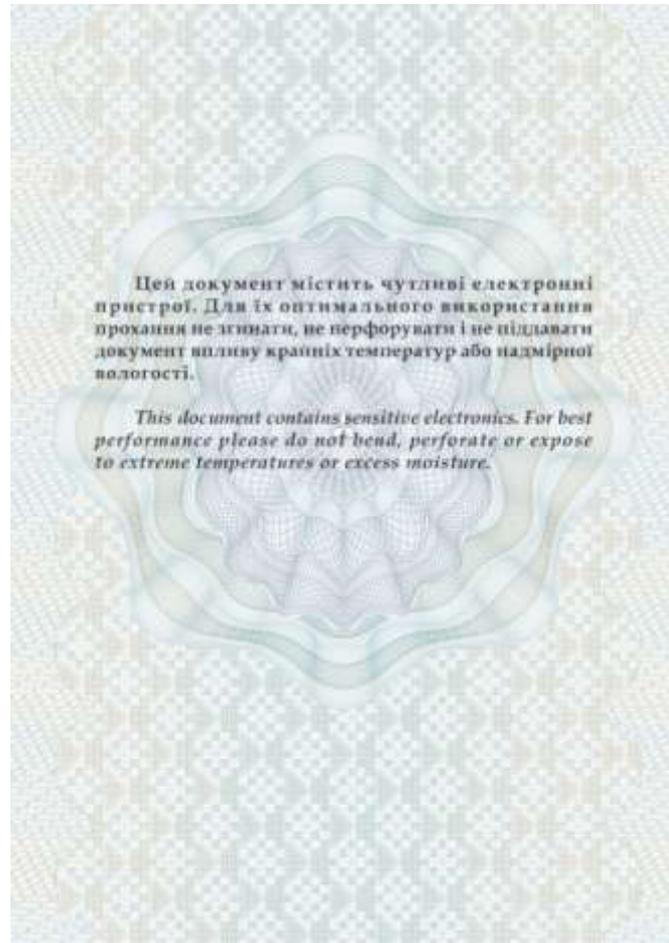 Цей документ містить чутливі електронні
пристрої. Для їх оптимального використання
прохання не згинати, не перфорувати і не піддавати
документ впливу крайніх температур або надмірної
вологості.
This document contains sensitive electronics. For best
performance please do not bend, perforate or expose
to extreme temperatures or excess moisture.